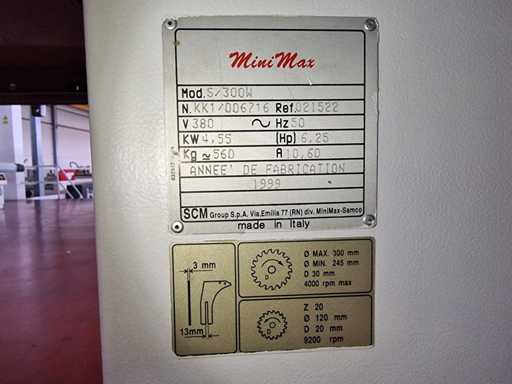 MiniMax
Mod. S/300W
N. KK1/006716 Ref. 021522
V 380 Hz 50
KW 4,55 (Hp) 6,25
Kg ≃ 560 A 10,60
ANNEE' DE FABRICATION
1999
SCM Group S.p.A. Via, Emilia 77 (RN) div. MiniMax-Samco
made in Italy
3 mm
13mm
Ø MAX. 300 mm
Ø MIN. 245 mm
D 30 mm
4000 rpm max
Z 20
Ø 120 mm
D 20 mm
9200 rpm